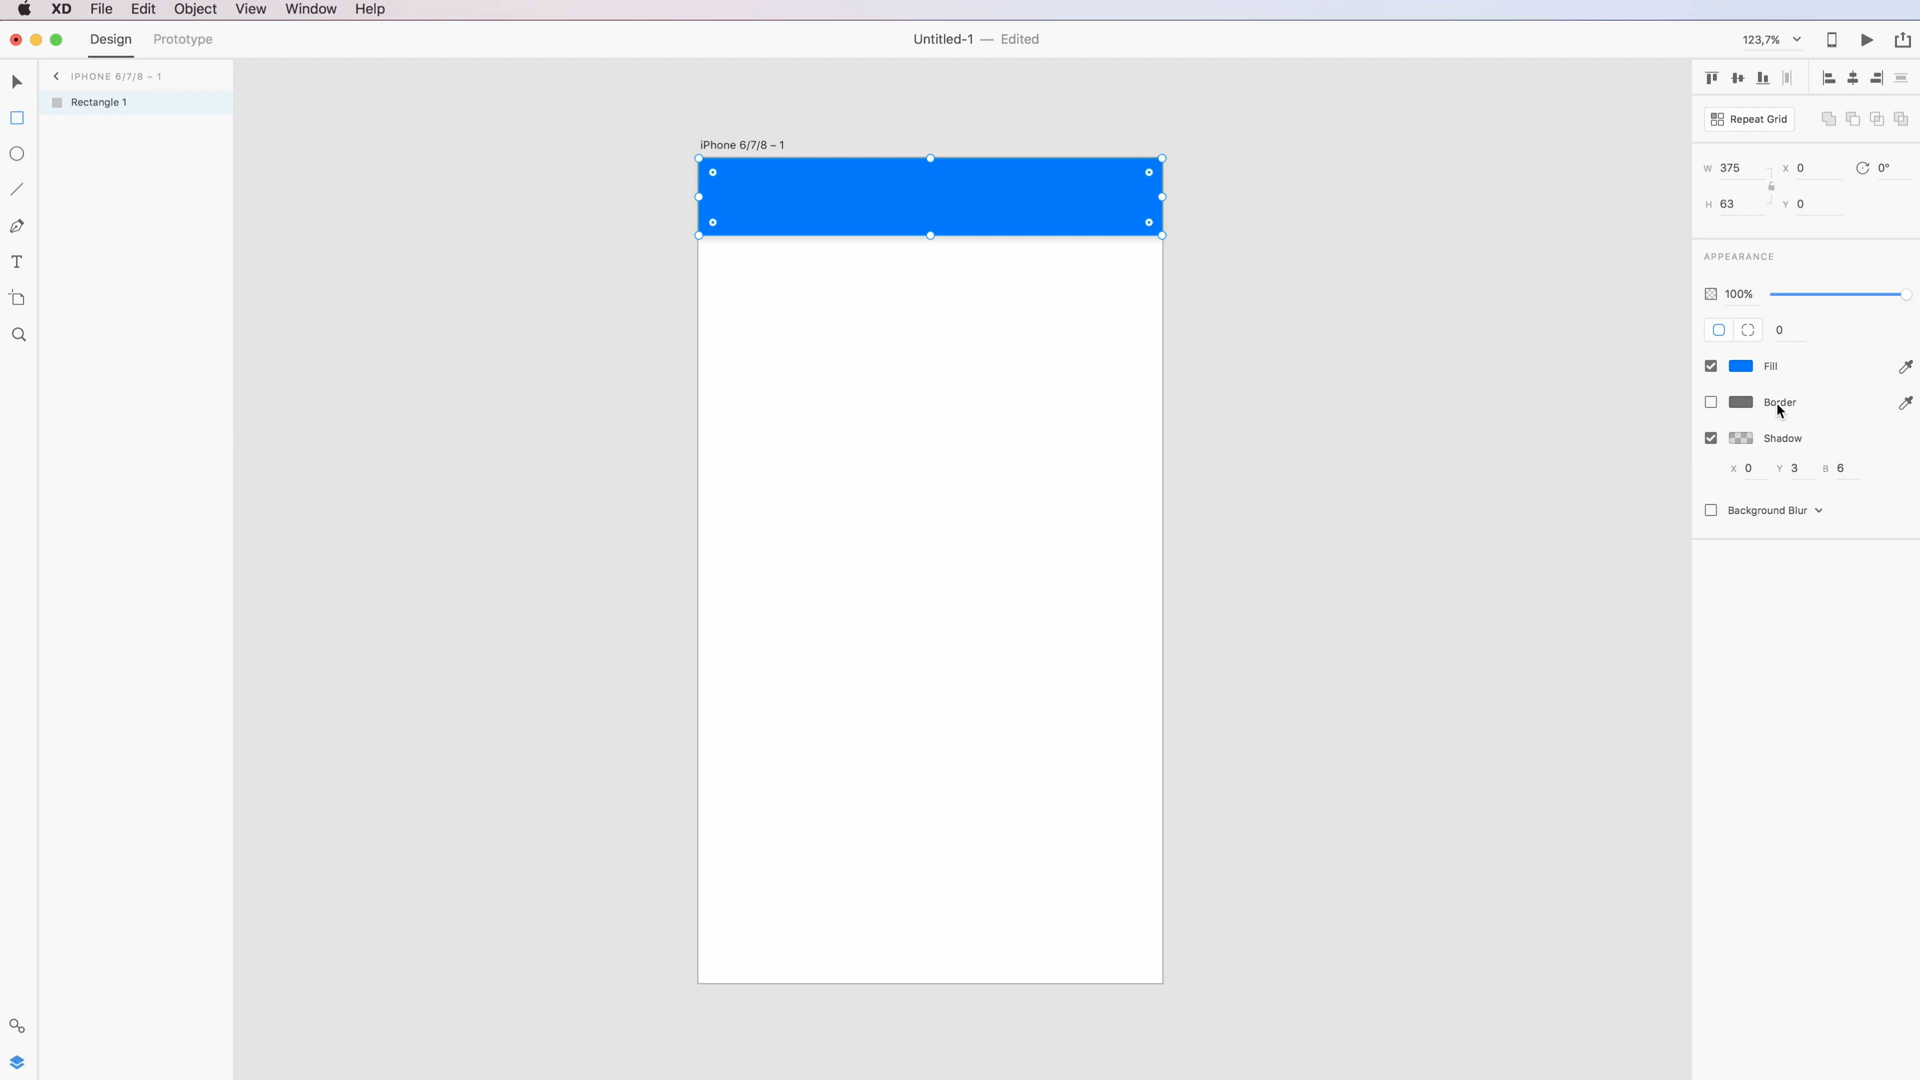 XD File Edit Object View Window Help
Design Prototype Untitled-1 — Edited 123,7%
IPHONE 6/7/8 – 1
Rectangle 1
Repeat Grid
iPhone 6/7/8 – 1
W 375 X 0 0°
H 63 Y 0
APPEARANCE
100%
0
Fill
Border
Shadow
X 0 Y 3 B 6
Background Blur
T